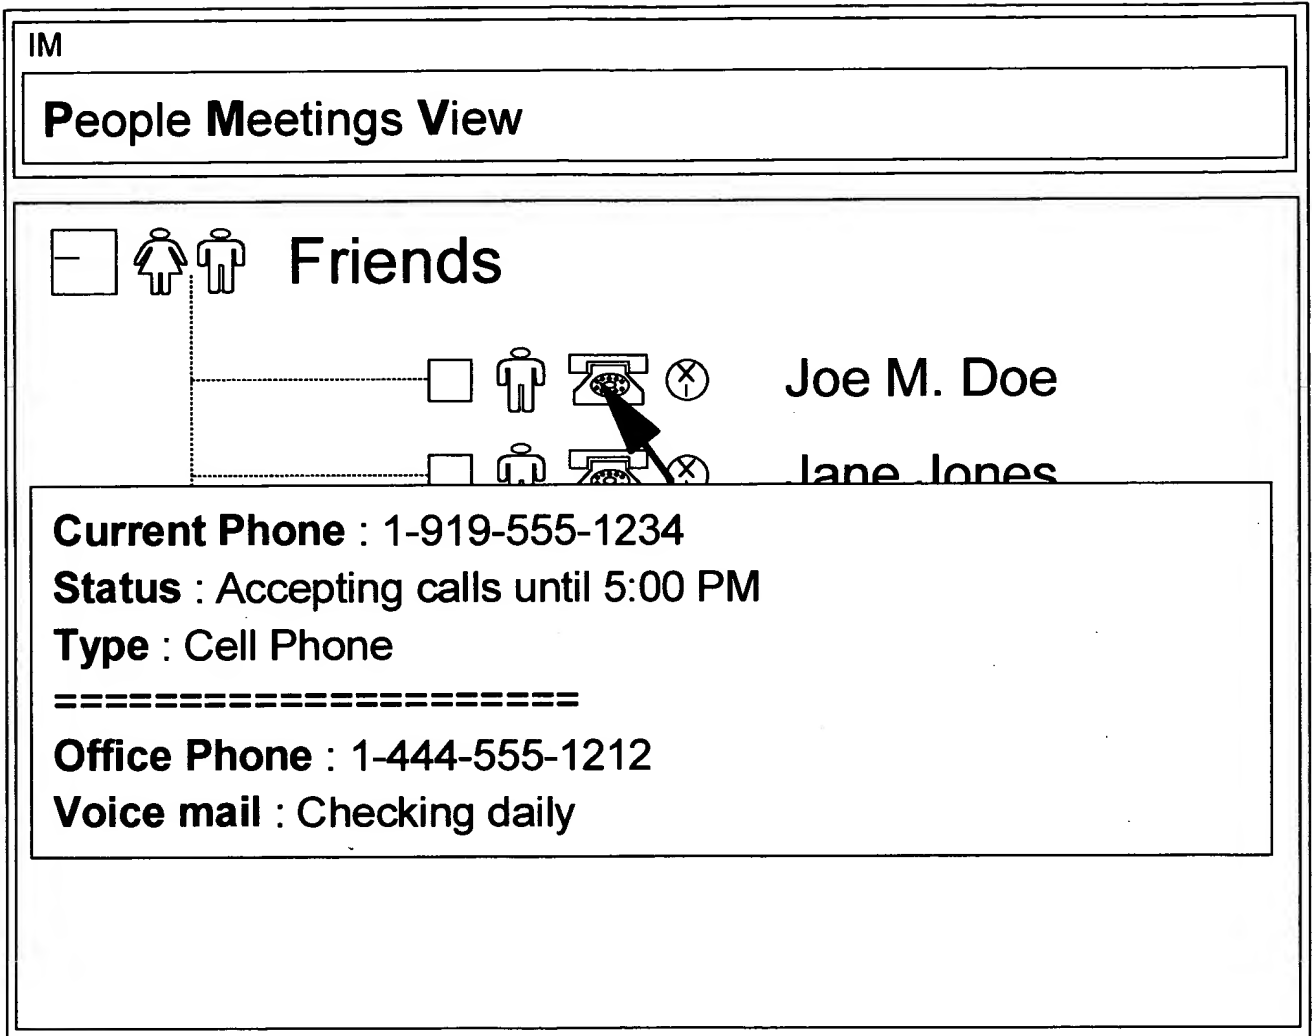 IM
People Meetings View
Friends
Joe M. Doe
Jane Jones
Current Phone : 1-919-555-1234
Status : Accepting calls until 5:00 PM
Type : Cell Phone
=====================
Office Phone : 1-444-555-1212
Voice mail : Checking daily